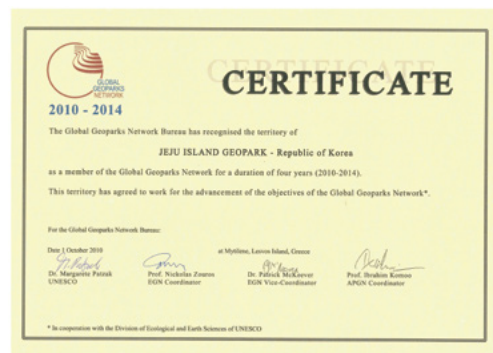 CERTIFICATE
GLOBAL
GEOPARKS
NETWORK
2010 - 2014
The Global Geoparks Network Bureau has recognised the territory of
JEJU ISLAND GEOPARK - Republic of Korea
as a member of the Global Geoparks Network for a duration of four years (2010-2014).
This territory has agreed to work for the advancement of the objectives of the Global Geoparks Network*.
For the Global Geoparks Network Bureau:
Date 1 October 2010 at Mytilene, Lesvos Island, Greece
Dr. Margarete Patzak Prof. Nickolas Zouros Dr. Patrick McKeever Prof. Ibrahim Komoo
UNESCO EGN Coordinator EGN Vice-Coordinator APGN Coordinator
* In cooperation with the Division of Ecological and Earth Sciences of UNESCO